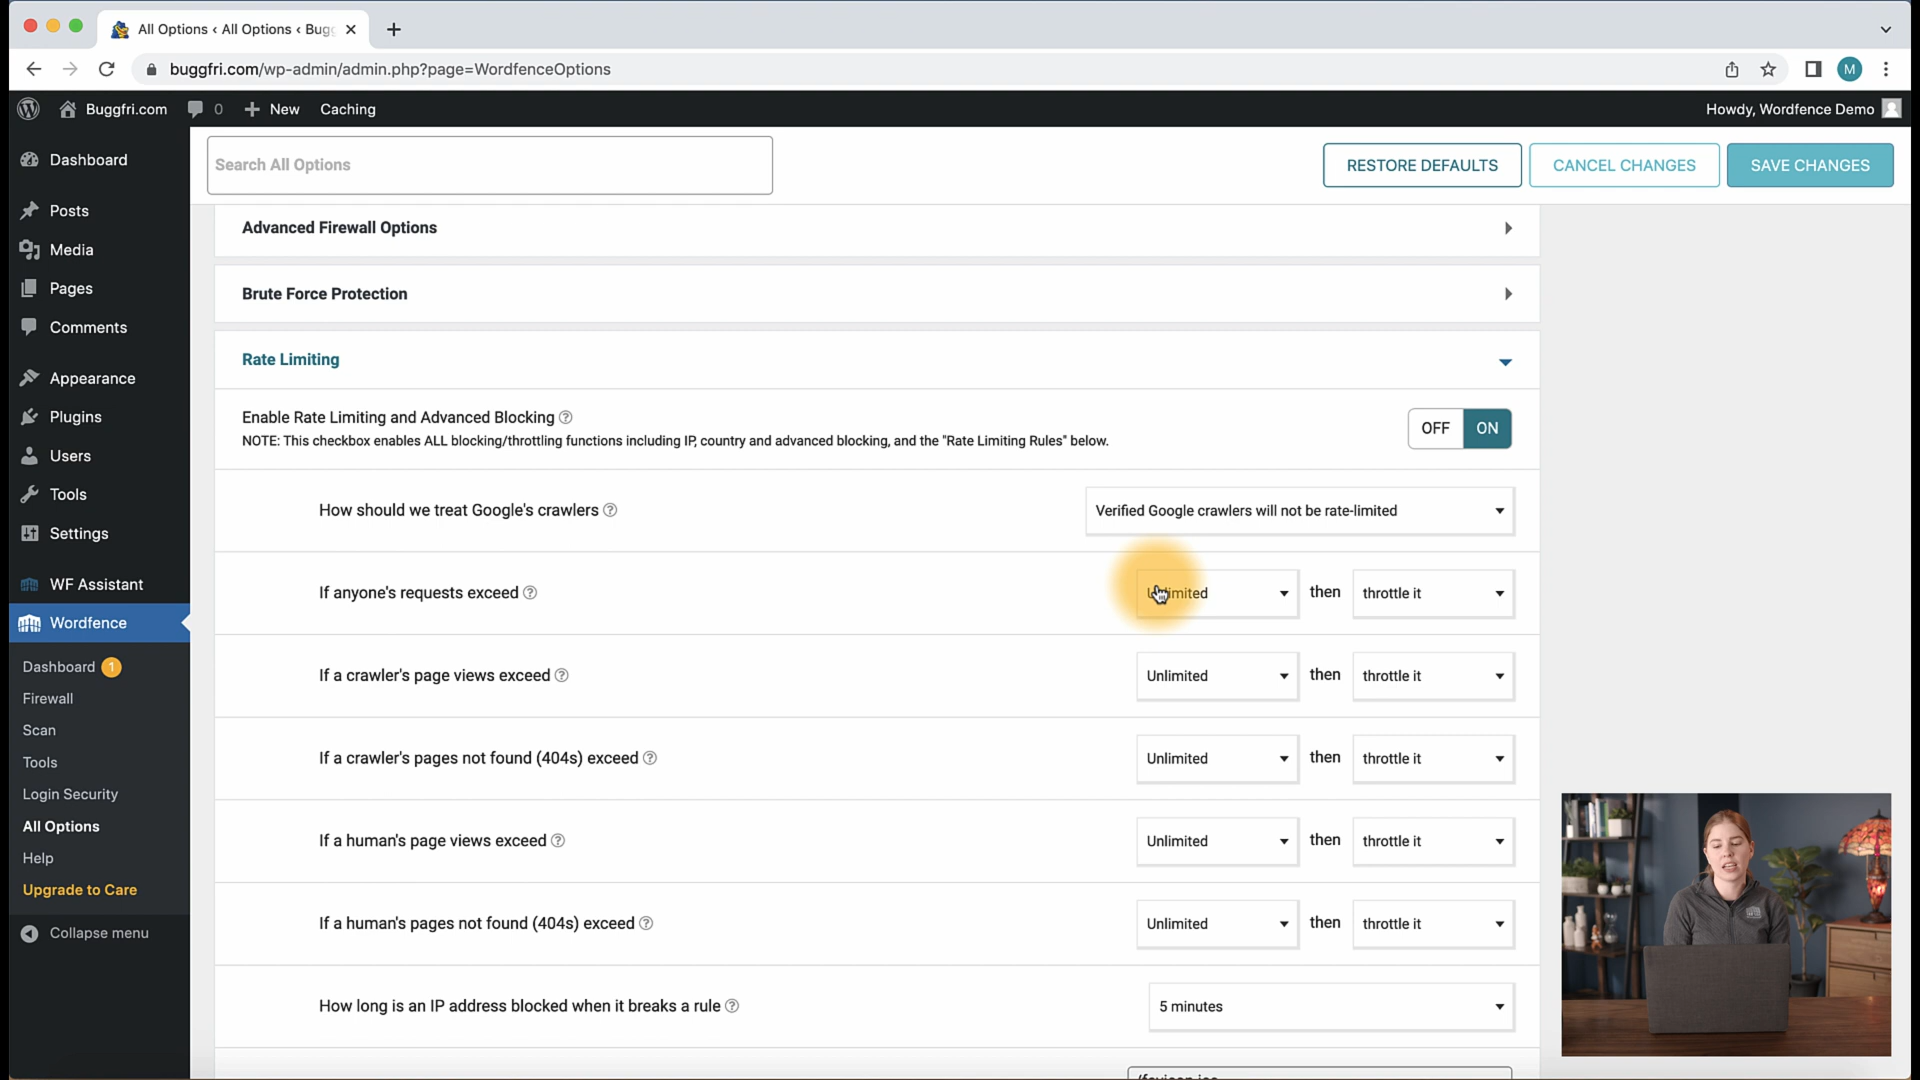 All Options ‹ All Options ‹ Bugg
buggfri.com/wp-admin/admin.php?page=WordfenceOptions
M
Buggfri.com 0 New Caching
Howdy, Wordfence Demo
Dashboard
Posts
Media
Pages
Comments
Appearance
Plugins
Users
Tools
Settings
WF Assistant
Wordfence
Dashboard 1
Firewall
Scan
Tools
Login Security
All Options
Help
Upgrade to Care
Collapse menu
Search All Options
RESTORE DEFAULTS CANCEL CHANGES SAVE CHANGES
Advanced Firewall Options
Brute Force Protection
Rate Limiting
Enable Rate Limiting and Advanced Blocking
NOTE: This checkbox enables ALL blocking/throttling functions including IP, country and advanced blocking, and the "Rate Limiting Rules" below.
OFF ON
How should we treat Google's crawlers Verified Google crawlers will not be rate-limited
If anyone's requests exceed Unlimited then throttle it
If a crawler's page views exceed Unlimited then throttle it
If a crawler's pages not found (404s) exceed Unlimited then throttle it
If a human's page views exceed Unlimited then throttle it
If a human's pages not found (404s) exceed Unlimited then throttle it
How long is an IP address blocked when it breaks a rule 5 minutes